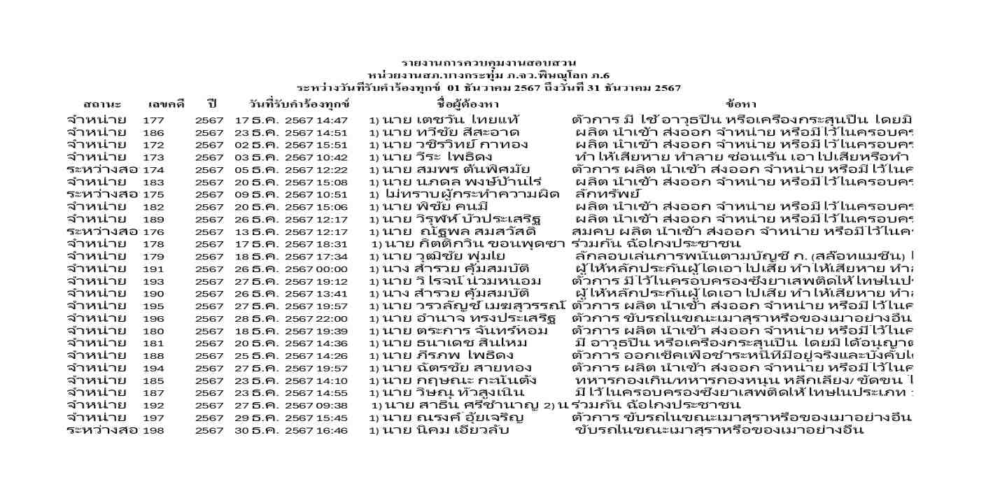 รายงานการควบคุมงานสอบสวน
หน่วยงานสภ.บางกระทุ่ม ภ.จว.พิษณุโลก ภ.6
ระหว่างวันที่รับคำร้องทุกข์ 01 ธันวาคม 2567 ถึงวันที่ 31 ธันวาคม 2567
สถานะ เลขคดี ปี วันที่รับคำร้องทุกข์ ชื่อผู้ต้องหา ข้อหา
จำหน่าย 177 2567 17 ธ.ค. 2567 14:47 1) นาย เตชวัน ไทยแท้ ตัวการ มี ใช้ อาวุธปืน หรือเครื่องกระสุนปืน โดยมิ
จำหน่าย 186 2567 23 ธ.ค. 2567 14:51 1) นาย ทวีชัย สีสะอาด ผลิต นำเข้า ส่งออก จำหน่าย หรือมีไว้ในครอบคร
จำหน่าย 172 2567 02 ธ.ค. 2567 15:51 1) นาย วชิรวิทย์ กาทอง ผลิต นำเข้า ส่งออก จำหน่าย หรือมีไว้ในครอบคร
จำหน่าย 173 2567 03 ธ.ค. 2567 10:42 1) นาย วีระ โพธิ์ดง ทำให้เสียหาย ทำลาย ซ่อนเร้น เอาไปเสียหรือทำ
ระหว่างสอ 174 2567 05 ธ.ค. 2567 12:22 1) นาย สมพร ตันพิศมัย ตัวการ ผลิต นำเข้า ส่งออก จำหน่าย หรือมีไว้ในค
จำหน่าย 183 2567 20 ธ.ค. 2567 15:08 1) นาย นภดล พงษ์บ้านไร่ ผลิต นำเข้า ส่งออก จำหน่าย หรือมีไว้ในครอบคร
ระหว่างสอ 175 2567 09 ธ.ค. 2567 10:51 1) ไม่ทราบผู้กระทำความผิด ลักทรัพย์
จำหน่าย 182 2567 20 ธ.ค. 2567 15:06 1) นาย พิชัย คนมี ผลิต นำเข้า ส่งออก จำหน่าย หรือมีไว้ในครอบคร
จำหน่าย 189 2567 26 ธ.ค. 2567 12:17 1) นาย วิรุฬห์ บัวประเสริฐ ผลิต นำเข้า ส่งออก จำหน่าย หรือมีไว้ในครอบคร
ระหว่างสอ 176 2567 13 ธ.ค. 2567 12:17 1) นาย ณัฐพล สมสวัสดิ์ สมคบ ผลิต นำเข้า ส่งออก จำหน่าย หรือมีไว้ในค
จำหน่าย 178 2567 17 ธ.ค. 2567 18:31 1) นาย กิตติกวิน ขอนพุดซา ร่วมกัน ฉ้อโกงประชาชน
จำหน่าย 179 2567 18 ธ.ค. 2567 17:34 1) นาย วุฒิชัย พุ่มไย ลักลอบเล่นการพนันตามบัญชี ก. (สล๊อทแมชีน)
จำหน่าย 191 2567 26 ธ.ค. 2567 00:00 1) นาง สำรวย คุ้มสมบัติ ผู้ให้หลักประกันผู้ใดเอาไปเสีย ทำให้เสียหาย ทำ
จำหน่าย 193 2567 27 ธ.ค. 2567 19:12 1) นาย วิโรจน์ น่วมหนอม ตัวการ มีไว้ในครอบครองซึ่งยาเสพติดให้โทษในป
จำหน่าย 190 2567 26 ธ.ค. 2567 13:41 1) นาง สำรวย คุ้มสมบัติ ผู้ให้หลักประกันผู้ใดเอาไปเสีย ทำให้เสียหาย ทำ
จำหน่าย 195 2567 27 ธ.ค. 2567 19:57 1) นาย วรวลัญช์ เมฆสุวรรณ์ ตัวการ ผลิต นำเข้า ส่งออก จำหน่าย หรือมีไว้ในค
จำหน่าย 196 2567 28 ธ.ค. 2567 22:00 1) นาย อำนาจ ทรงประเสริฐ ตัวการ ขับรถในขณะเมาสุราหรือของเมาอย่างอื่น
จำหน่าย 180 2567 18 ธ.ค. 2567 19:39 1) นาย ตระการ จันทร์หอม ตัวการ ผลิต นำเข้า ส่งออก จำหน่าย หรือมีไว้ในค
จำหน่าย 181 2567 20 ธ.ค. 2567 14:36 1) นาย ธนาเดช สินไหม มี อาวุธปืน หรือเครื่องกระสุนปืน โดยมิได้อนุญาต
จำหน่าย 188 2567 25 ธ.ค. 2567 14:26 1) นาย ภีรภพ โพธิ์ดง ตัวการ ออกเช็คเพื่อชำระหนี้ที่มีอยู่จริงและบังคับได้
จำหน่าย 194 2567 27 ธ.ค. 2567 19:57 1) นาย ฉัตรชัย สายทอง ตัวการ ผลิต นำเข้า ส่งออก จำหน่าย หรือมีไว้ในค
จำหน่าย 185 2567 23 ธ.ค. 2567 14:10 1) นาย กฤษณะ กะนันตัง ทหารกองเกิน/ทหารกองหนุน หลีกเลี่ยง/ ขัดขืน
จำหน่าย 187 2567 23 ธ.ค. 2567 14:55 1) นาย วิษณุ ทั่วสูงเนิน มีไว้ในครอบครองซึ่งยาเสพติดให้โทษในประเภท
จำหน่าย 192 2567 27 ธ.ค. 2567 09:38 1) นาย สาธิน ศรีชำนาญ 2) น ร่วมกัน ฉ้อโกงประชาชน
จำหน่าย 197 2567 29 ธ.ค. 2567 15:45 1) นาย ณรงค์ อุ้ยเจริญ ตัวการ ขับรถในขณะเมาสุราหรือของเมาอย่างอื่น
ระหว่างสอ 198 2567 30 ธ.ค. 2567 16:46 1) นาย นิคม เอี่ยวลับ ขับรถในขณะเมาสุราหรือของเมาอย่างอื่น